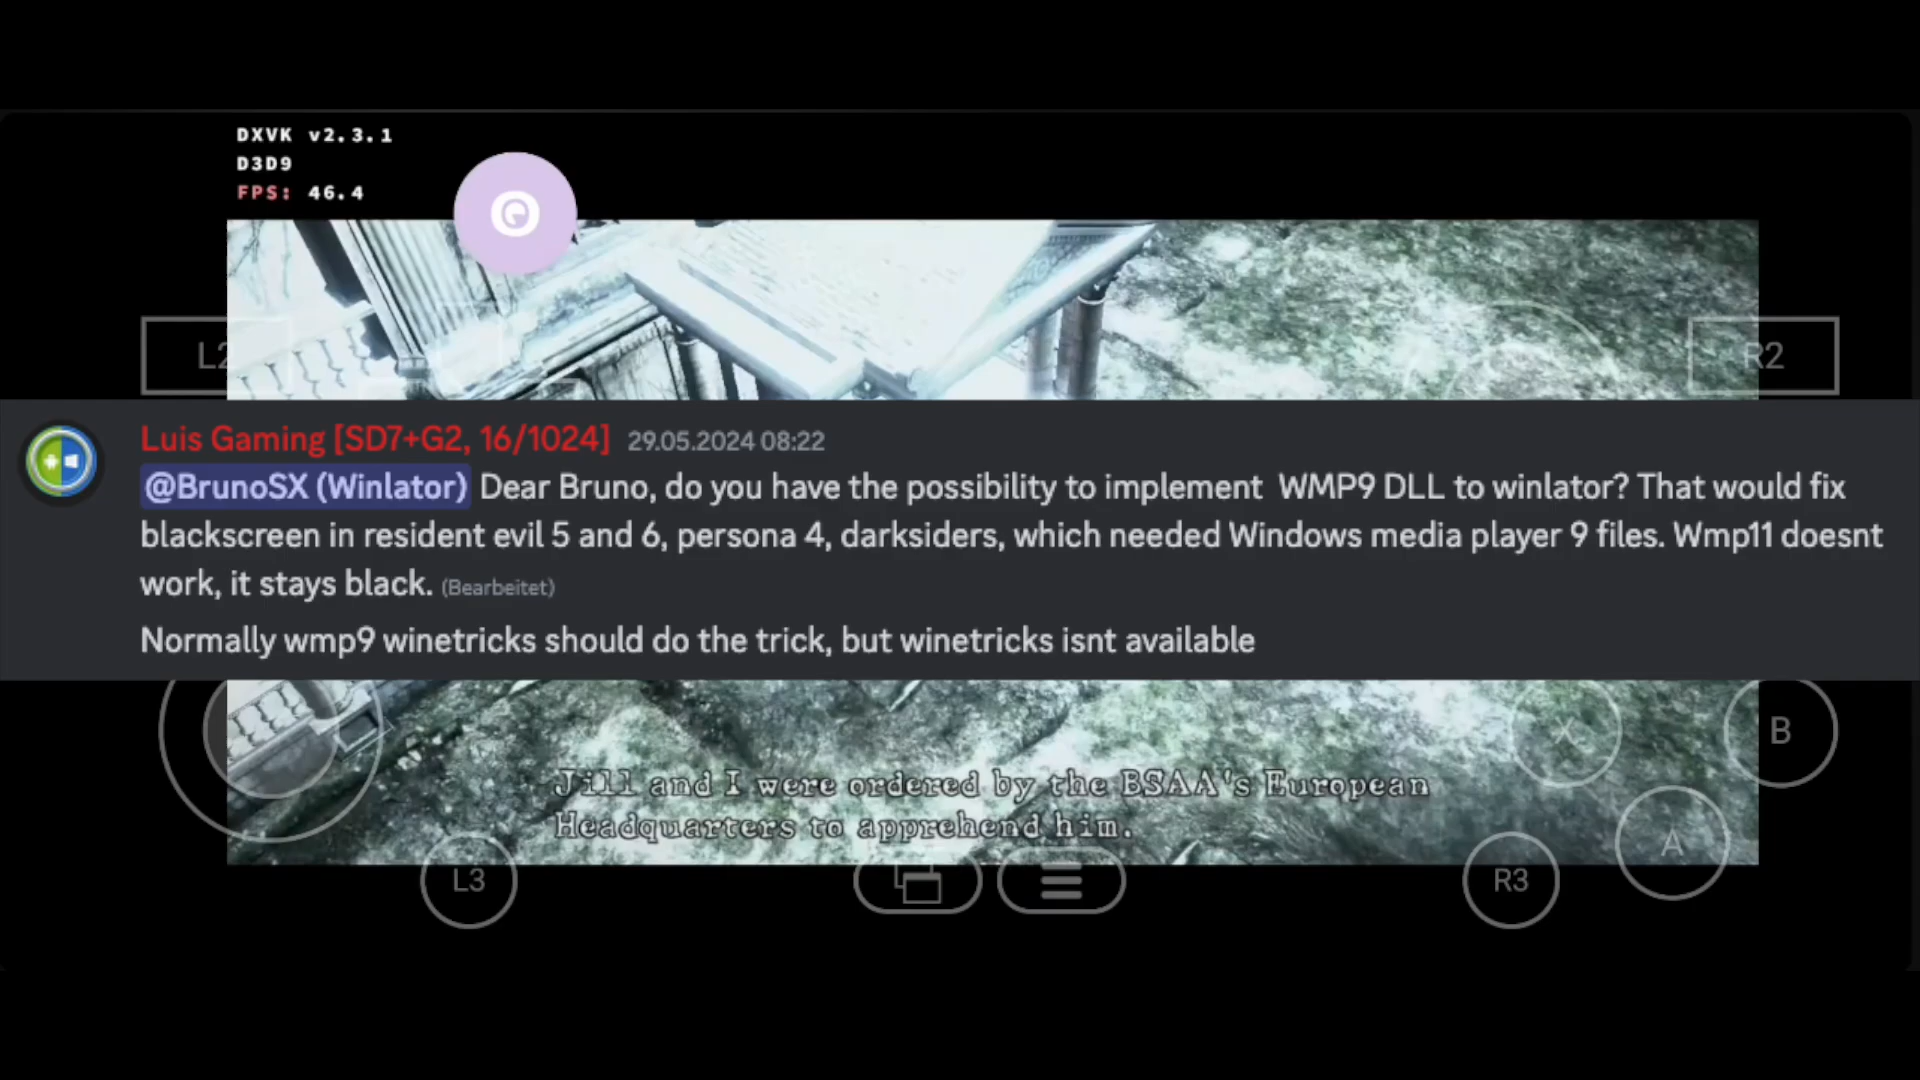 DXVK v2.3.1
D3D9
FPS: 46.4
L2
R2
Luis Gaming [SD7+G2, 16/1024] 29.05.2024 08:22
@BrunoSX (Winlator) Dear Bruno, do you have the possibility to implement WMP9 DLL to winlator? That would fix
blackscreen in resident evil 5 and 6, persona 4, darksiders, which needed Windows media player 9 files. Wmp11 doesnt
work, it stays black. (Bearbeitet)
Normally wmp9 winetricks should do the trick, but winetricks isnt available
X
B
Jill and I were ordered by the BSAA's European
Headquarters to apprehend him.
A
L3
R3